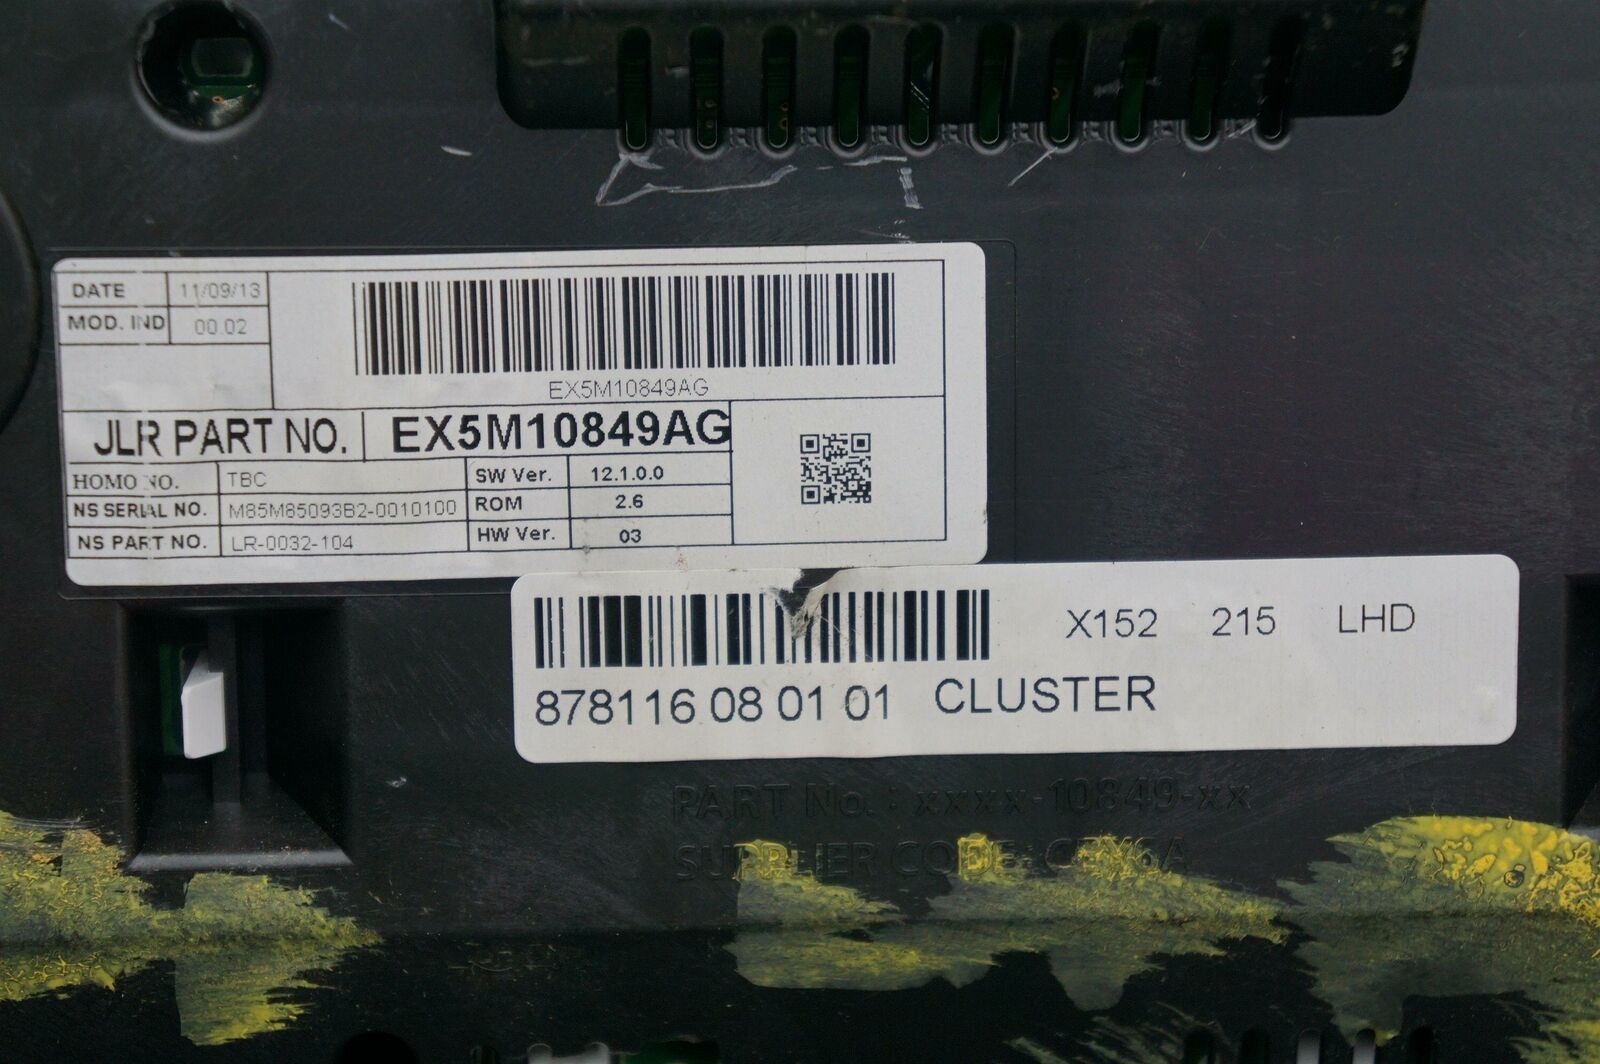 DATE 11/09/13
MOD. IND 00.02
EX5M10849AG
JLR PART NO. EX5M10849AG
HOMO NO. TBC SW Ver. 12.1.0.0
NS SERIAL NO. M85M85093B2-0010100 ROM 2.6
NS PART NO. LR-0032-104 HW Ver. 03
X152 215 LHD
878116 08 01 01 CLUSTER
PART No.: xxxx-10849-xx
SUPPLIER CODE: